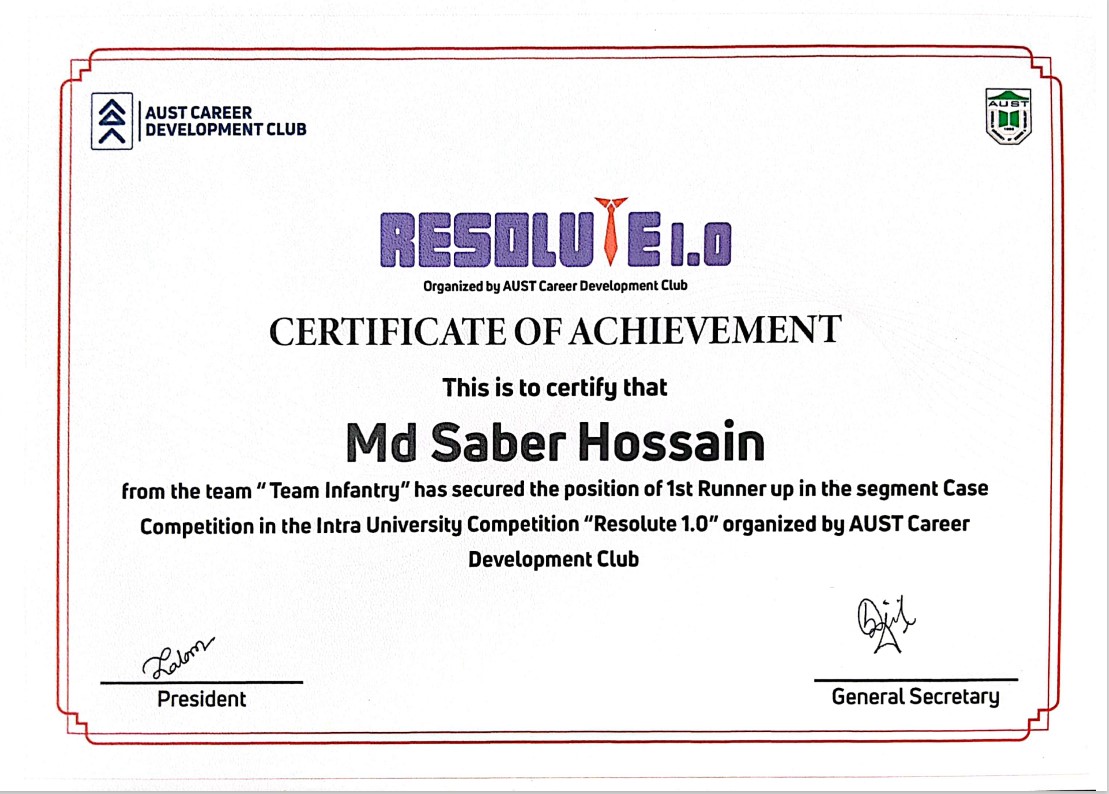 AUST CAREER
DEVELOPMENT CLUB
AUST
RESOLUTE 1.0
Organized by AUST Career Development Club
CERTIFICATE OF ACHIEVEMENT
This is to certify that
Md Saber Hossain
from the team “Team Infantry” has secured the position of 1st Runner up in the segment Case
Competition in the Intra University Competition “Resolute 1.0” organized by AUST Career
Development Club
President
General Secretary